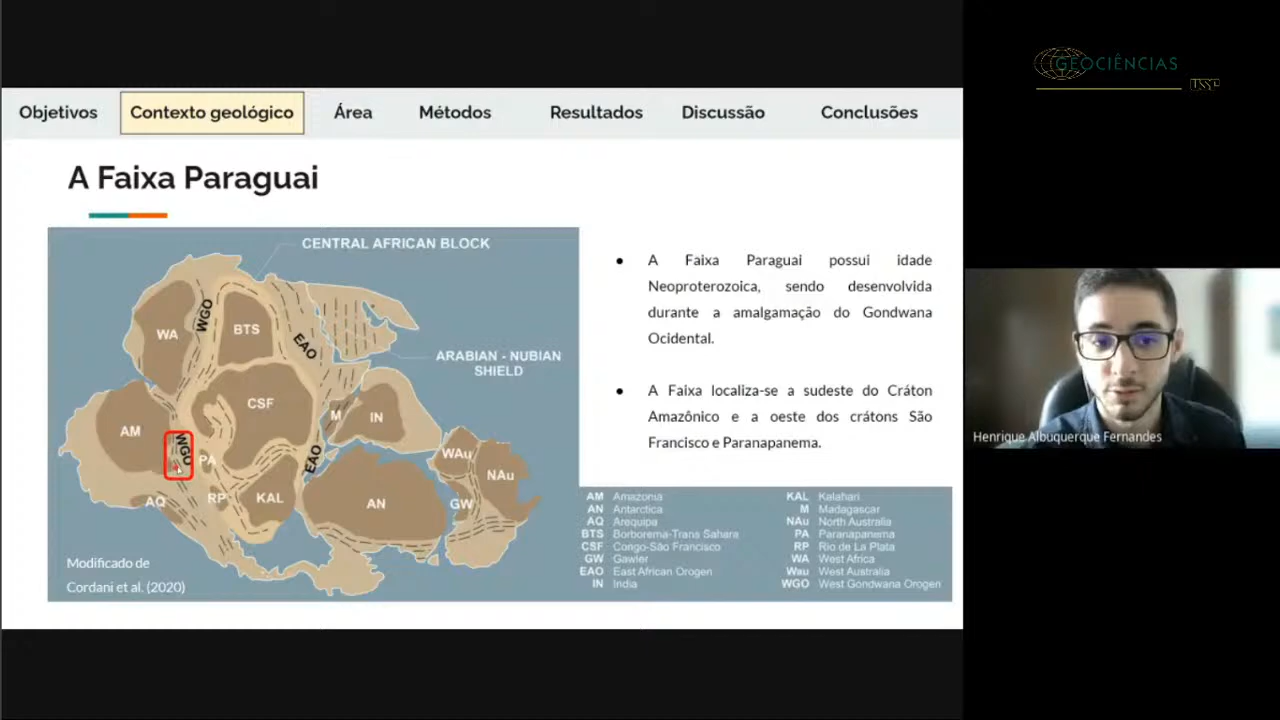 GEOCIÊNCIAS
USP
Objetivos Contexto geológico Área Métodos Resultados Discussão Conclusões
A Faixa Paraguai
CENTRAL AFRICAN BLOCK
WGO
WA
BTS
EAO
ARABIAN - NUBIAN
SHIELD
CSF
M
IN
AM
WGO
PA
EAO
WAu
NAu
AQ
RP
KAL
AN
GW
Modificado de
Cordani et al. (2020)
● A Faixa Paraguai possui idade
Neoproterozoica, sendo desenvolvida
durante a amalgamação do Gondwana
Ocidental.
● A Faixa localiza-se a sudeste do Cráton
Amazônico e a oeste dos crátons São
Francisco e Paranapanema.
AM Amazonia
AN Antarctica
AQ Arequipa
BTS Borborema-Trans Sahara
CSF Congo-São Francisco
GW Gawler
EAO East African Orogen
IN India
KAL Kalahari
M Madagascar
NAu North Australia
PA Paranapanema
RP Rio de La Plata
WA West Africa
Wau West Australia
WGO West Gondwana Orogen
Henrique Albuquerque Fernandes